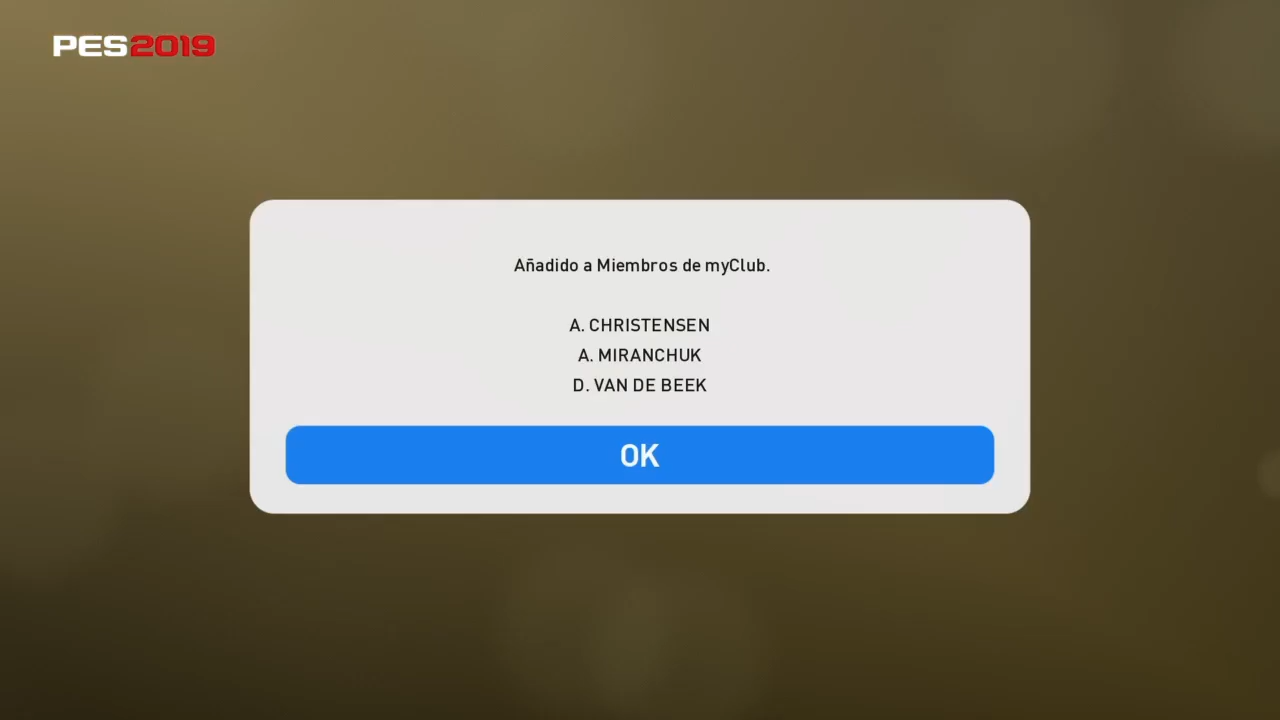 PES2019
Añadido a Miembros de myClub.
A. CHRISTENSEN
A. MIRANCHUK
D. VAN DE BEEK
OK